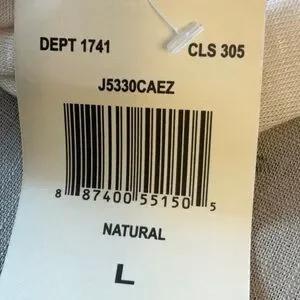 DEPT 1741 CLS 305
J5330CAEZ
8 87400 55150 5
NATURAL
L